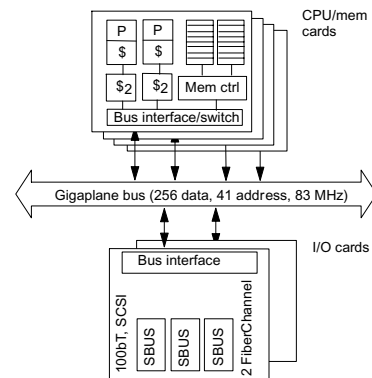 CPU/mem
cards
P P
$ $
$2 $2 Mem ctrl
Bus interface/switch
Gigaplane bus (256 data, 41 address, 83 MHz)
I/O cards
Bus interface
100bT, SCSI
SBUS
SBUS
SBUS
2 FiberChannel